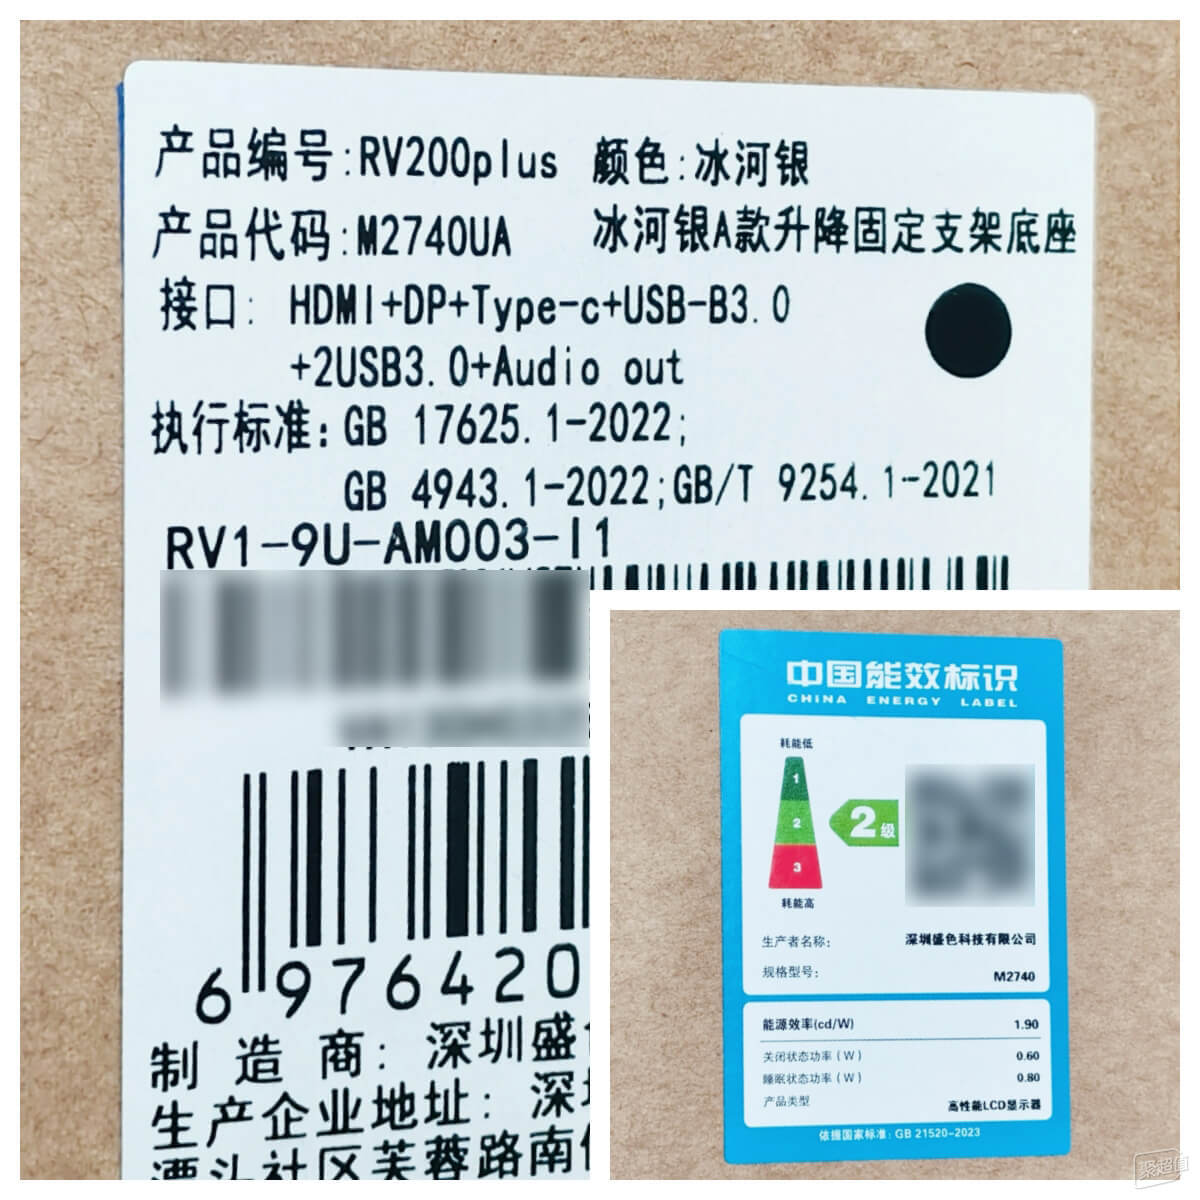 产品编号:RV200plus 颜色:冰河银
产品代码:M2740UA 冰河银A款升降固定支架底座
接口: HDMI+DP+Type-c+USB-B3.0
+2USB3.0+Audio out
执行标准: GB 17625.1-2022;
GB 4943.1-2022;GB/T 9254.1-2021
RV1-9U-AM003-I1
6 976420
制 造 商: 深圳盛
生产企业地址: 深
潭头社区芙蓉路南
中国能效标识
CHINA ENERGY LABEL
耗能低
1
2
3
2级
耗能高
生产者名称: 深圳盛色科技有限公司
规格型号: M2740
能源效率(cd/W) 1.90
关闭状态功率(W) 0.60
睡眠状态功率(W) 0.80
产品类型 高性能LCD显示器
依据国家标准: GB 21520-2023
聚超值